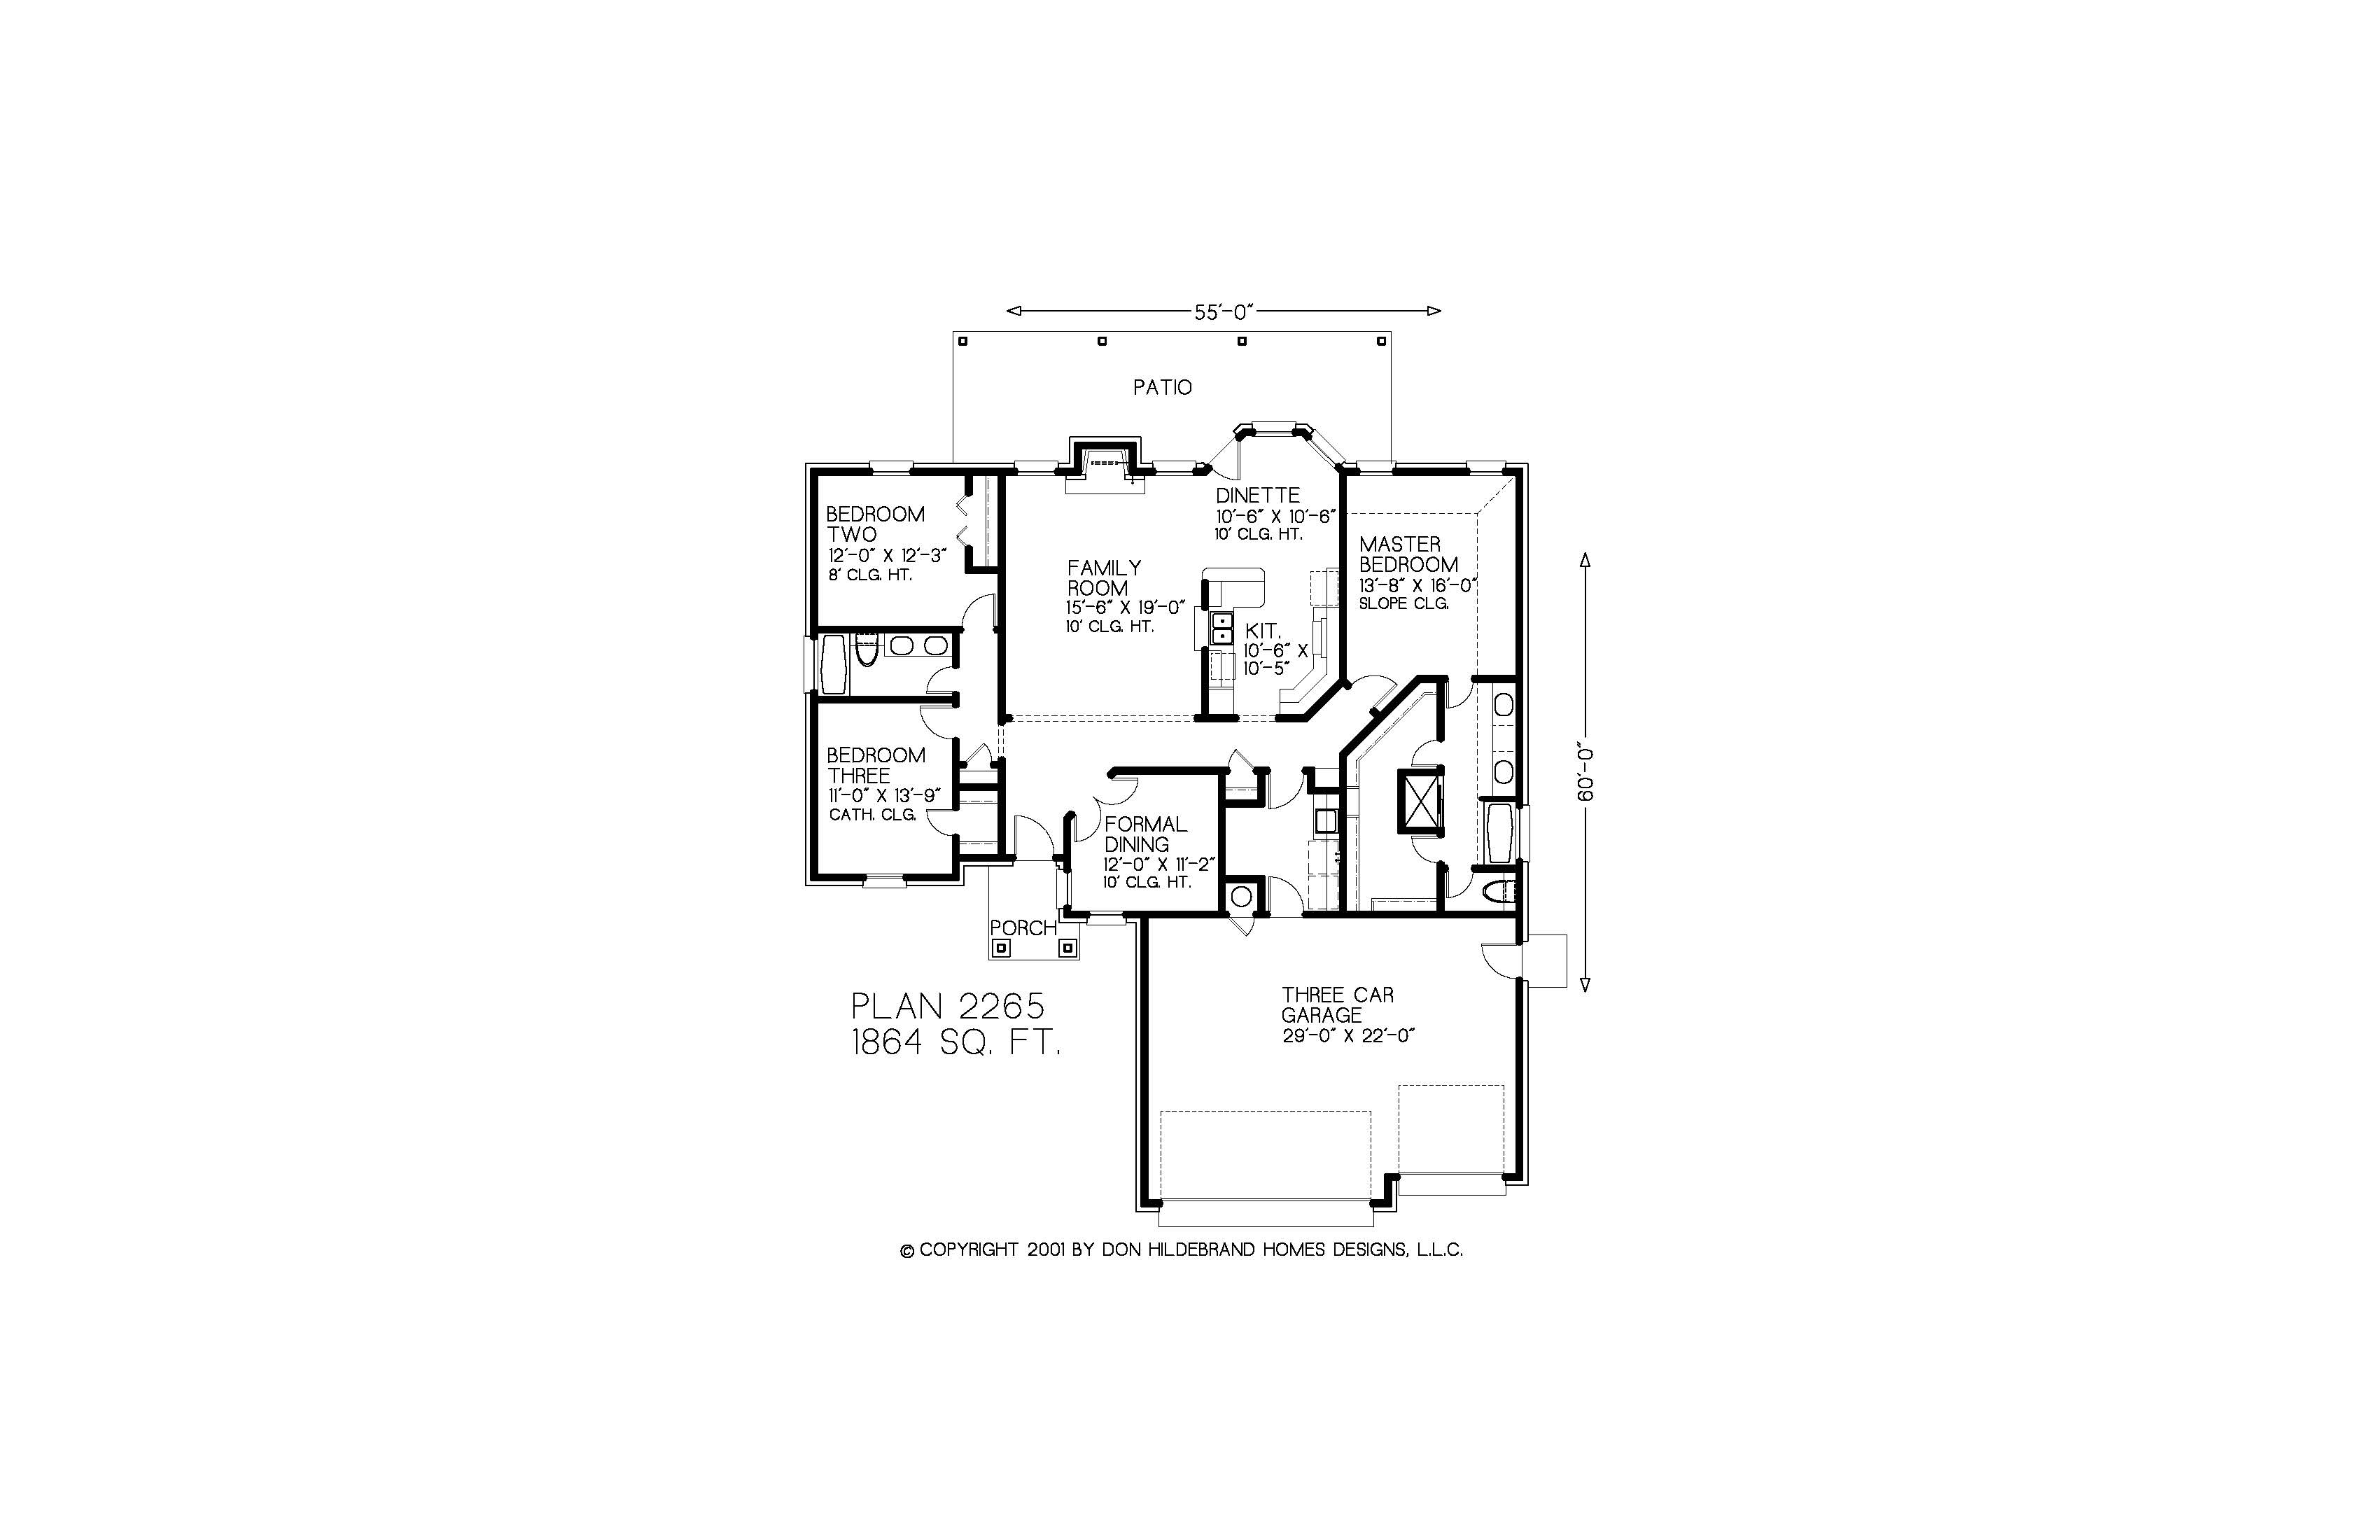 55'-0"
PATIO
DINETTE
10'-6" X 10'-6"
10' CLG. HT.
BEDROOM
TWO
12'-0" X 12'-3"
8' CLG. HT.
FAMILY
ROOM
15'-6" X 19'-0"
10' CLG. HT.
MASTER
BEDROOM
13'-8" X 16'-0"
SLOPE CLG.
KIT.
10'-6" X
10'-5"
BEDROOM
THREE
11'-0" X 13'-9"
CATH. CLG.
FORMAL
DINING
12'-0" X 11'-2"
10' CLG. HT.
60'-0"
PORCH
PLAN 2265
1864 SQ. FT.
THREE CAR
GARAGE
29'-0" X 22'-0"
© COPYRIGHT 2001 BY DON HILDEBRAND HOMES DESIGNS, L.L.C.